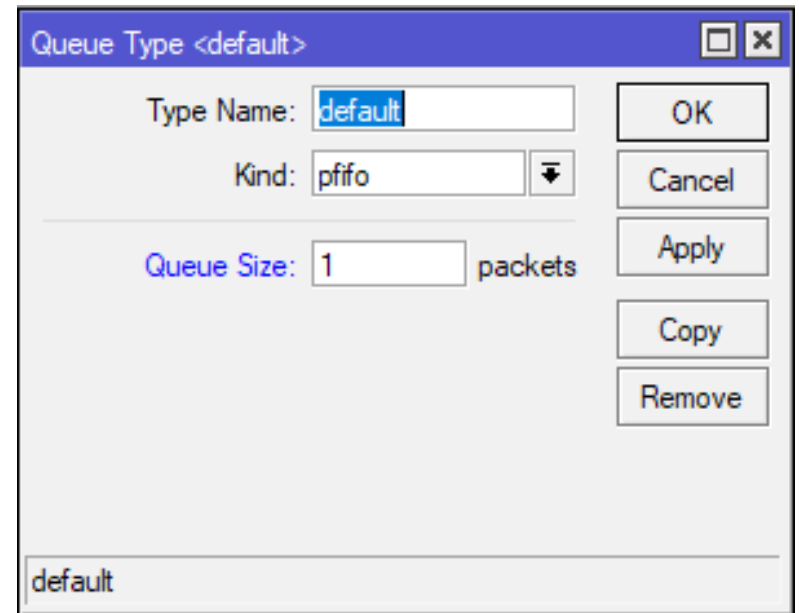 Queue Type <default>
Type Name: default
OK
Kind: pfifo
Cancel
Queue Size: 1 packets
Apply
Copy
Remove
default